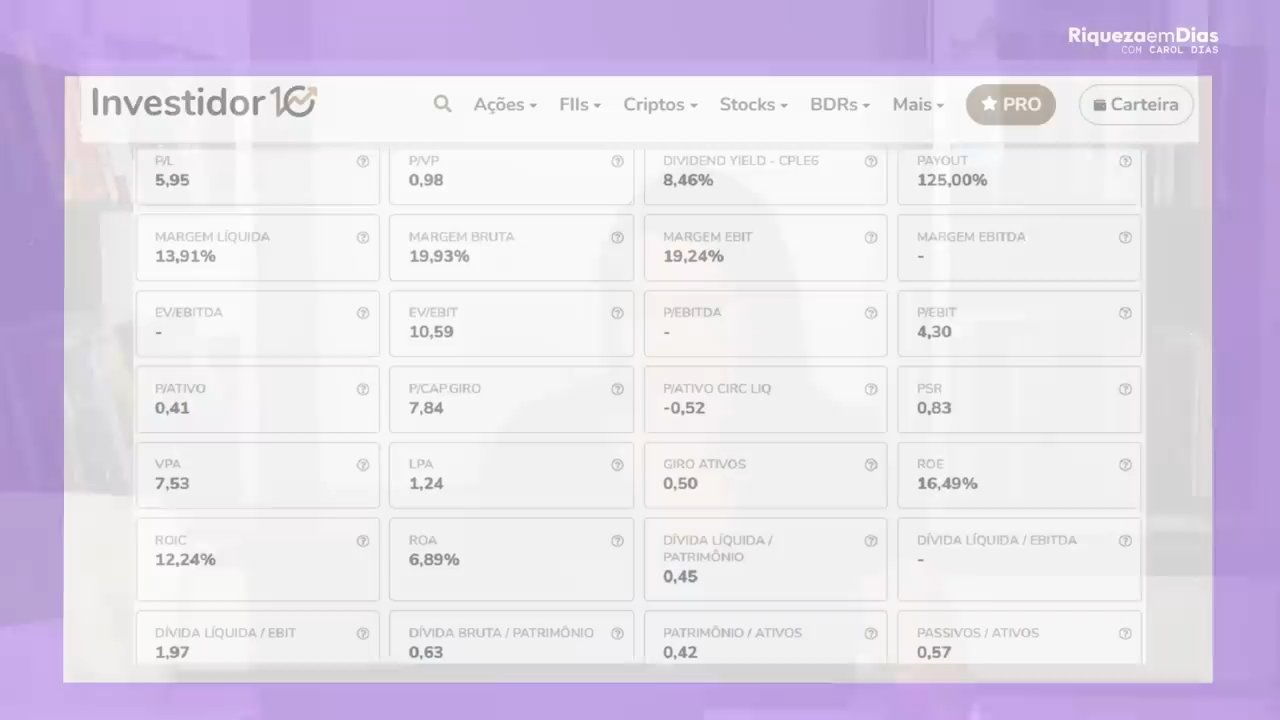 RiquezaemDias
COM CAROL DIAS
Investidor 10
Ações
FIIs
Criptos
Stocks
BDRs
Mais
PRO
Carteira
P/L
5,95
P/VP
0,98
DIVIDEND YIELD - CPLE6
8,46%
PAYOUT
125,00%
MARGEM LÍQUIDA
13,91%
MARGEM BRUTA
19,93%
MARGEM EBIT
19,24%
MARGEM EBITDA
-
EV/EBITDA
-
EV/EBIT
10,59
P/EBITDA
-
P/EBIT
4,30
P/ATIVO
0,41
P/CAP.GIRO
7,84
P/ATIVO CIRC LIQ
-0,52
PSR
0,83
VPA
7,53
LPA
1,24
GIRO ATIVOS
0,50
ROE
16,49%
ROIC
12,24%
ROA
6,89%
DÍVIDA LÍQUIDA /
PATRIMÔNIO
0,45
DÍVIDA LÍQUIDA / EBITDA
-
DÍVIDA LÍQUIDA / EBIT
1,97
DÍVIDA BRUTA / PATRIMÔNIO
0,63
PATRIMÔNIO / ATIVOS
0,42
PASSIVOS / ATIVOS
0,57